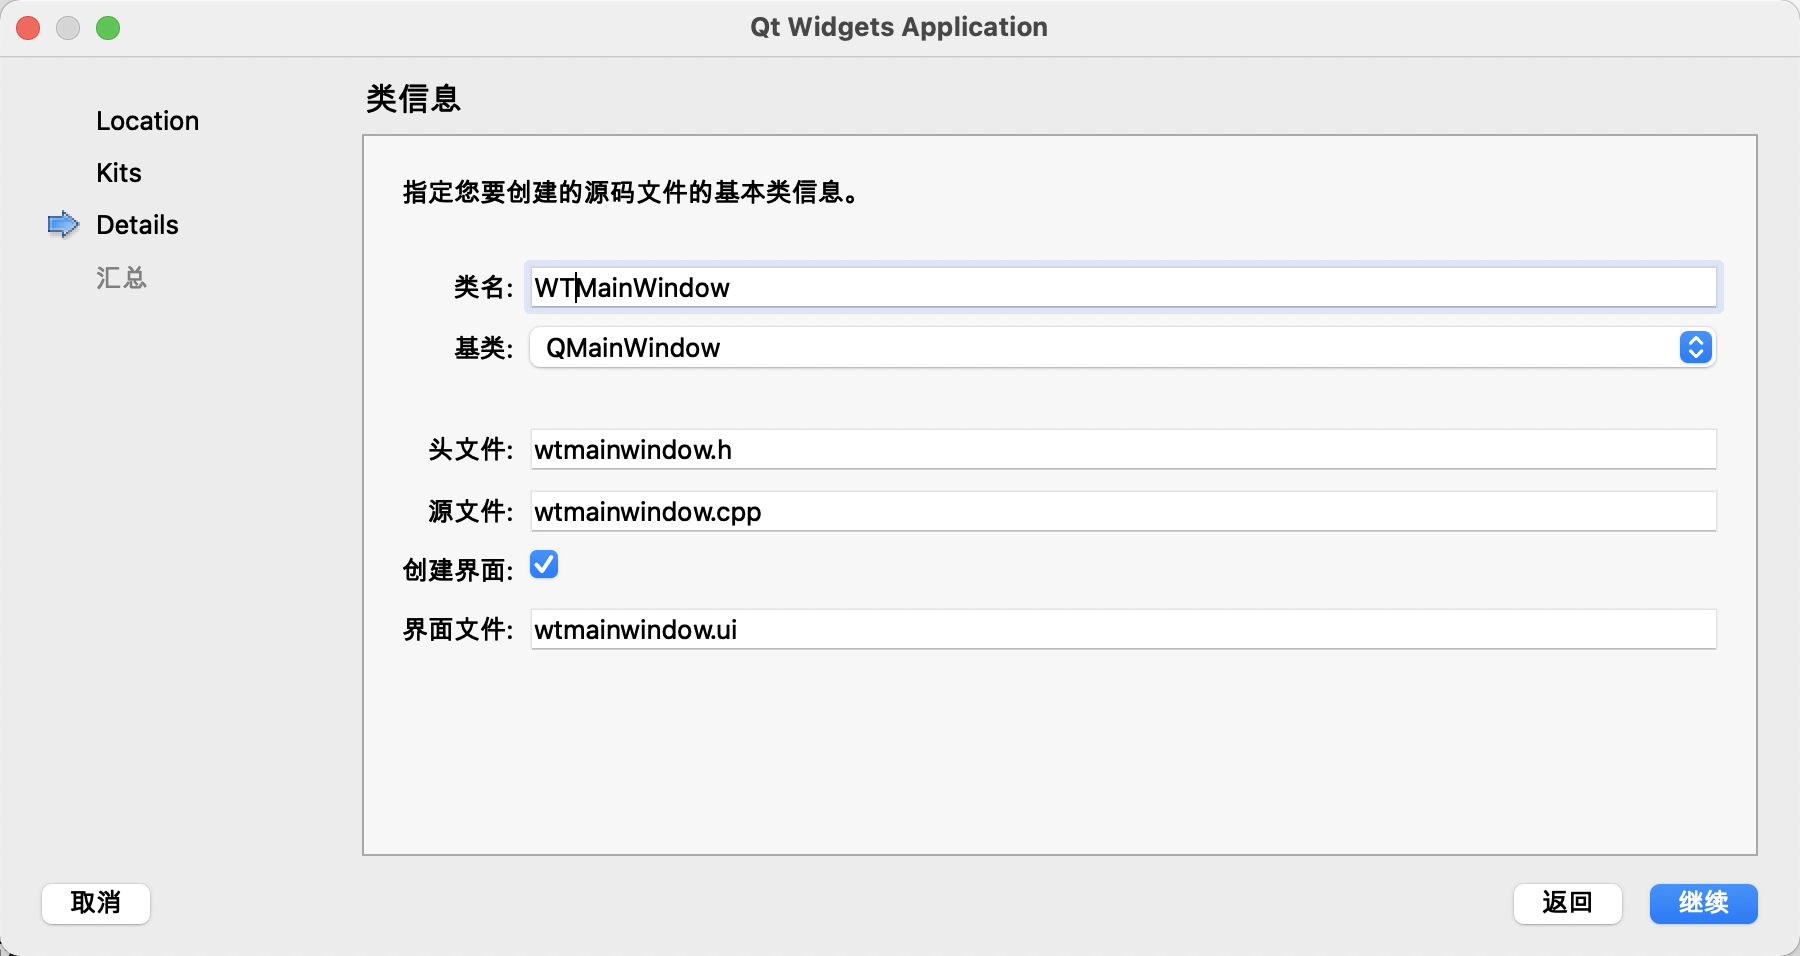 Qt Widgets Application
Location
Kits
Details
汇总
类信息
指定您要创建的源码文件的基本类信息。
类名: WTMainWindow
基类: QMainWindow
头文件: wtmainwindow.h
源文件: wtmainwindow.cpp
创建界面:
界面文件: wtmainwindow.ui
取消
返回
继续